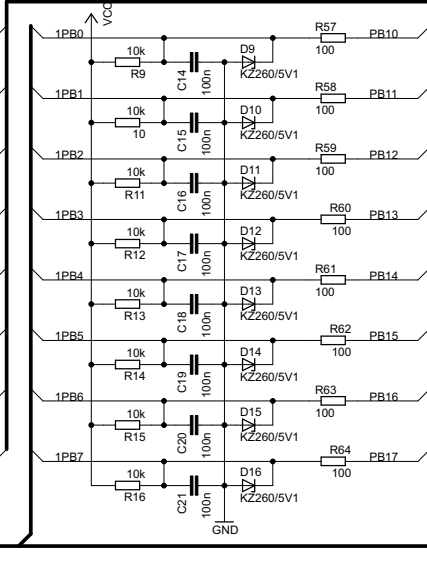 VCC
1PB0
R57
100
PB10
10k
R9
C14
100n
D9
KZ260/5V1
1PB1
R58
100
PB11
10k
10
C15
100n
D10
KZ260/5V1
1PB2
R59
100
PB12
10k
R11
C16
100n
D11
KZ260/5V1
1PB3
R60
100
PB13
10k
R12
C17
100n
D12
KZ260/5V1
1PB4
R61
100
PB14
10k
R13
C18
100n
D13
KZ260/5V1
1PB5
R62
100
PB15
10k
R14
C19
100n
D14
KZ260/5V1
1PB6
R63
100
PB16
10k
R15
C20
100n
D15
KZ260/5V1
1PB7
R64
100
PB17
10k
R16
C21
100n
D16
KZ260/5V1
GND